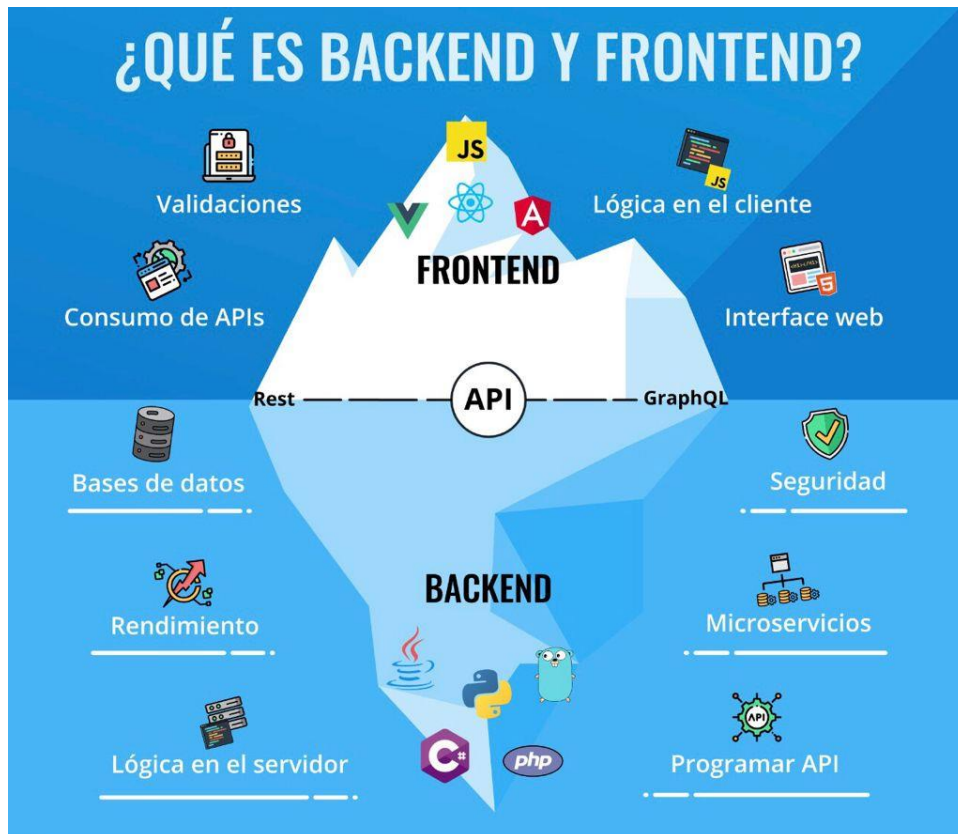 ¿QUÉ ES BACKEND Y FRONTEND?
JS
Validaciones
JS
Lógica en el cliente
FRONTEND
Consumo de APIs
5
Interface web
Rest
API
GraphQL
Bases de datos
Seguridad
BACKEND
Rendimiento
Microservicios
C#
php
API
Lógica en el servidor
Programar API